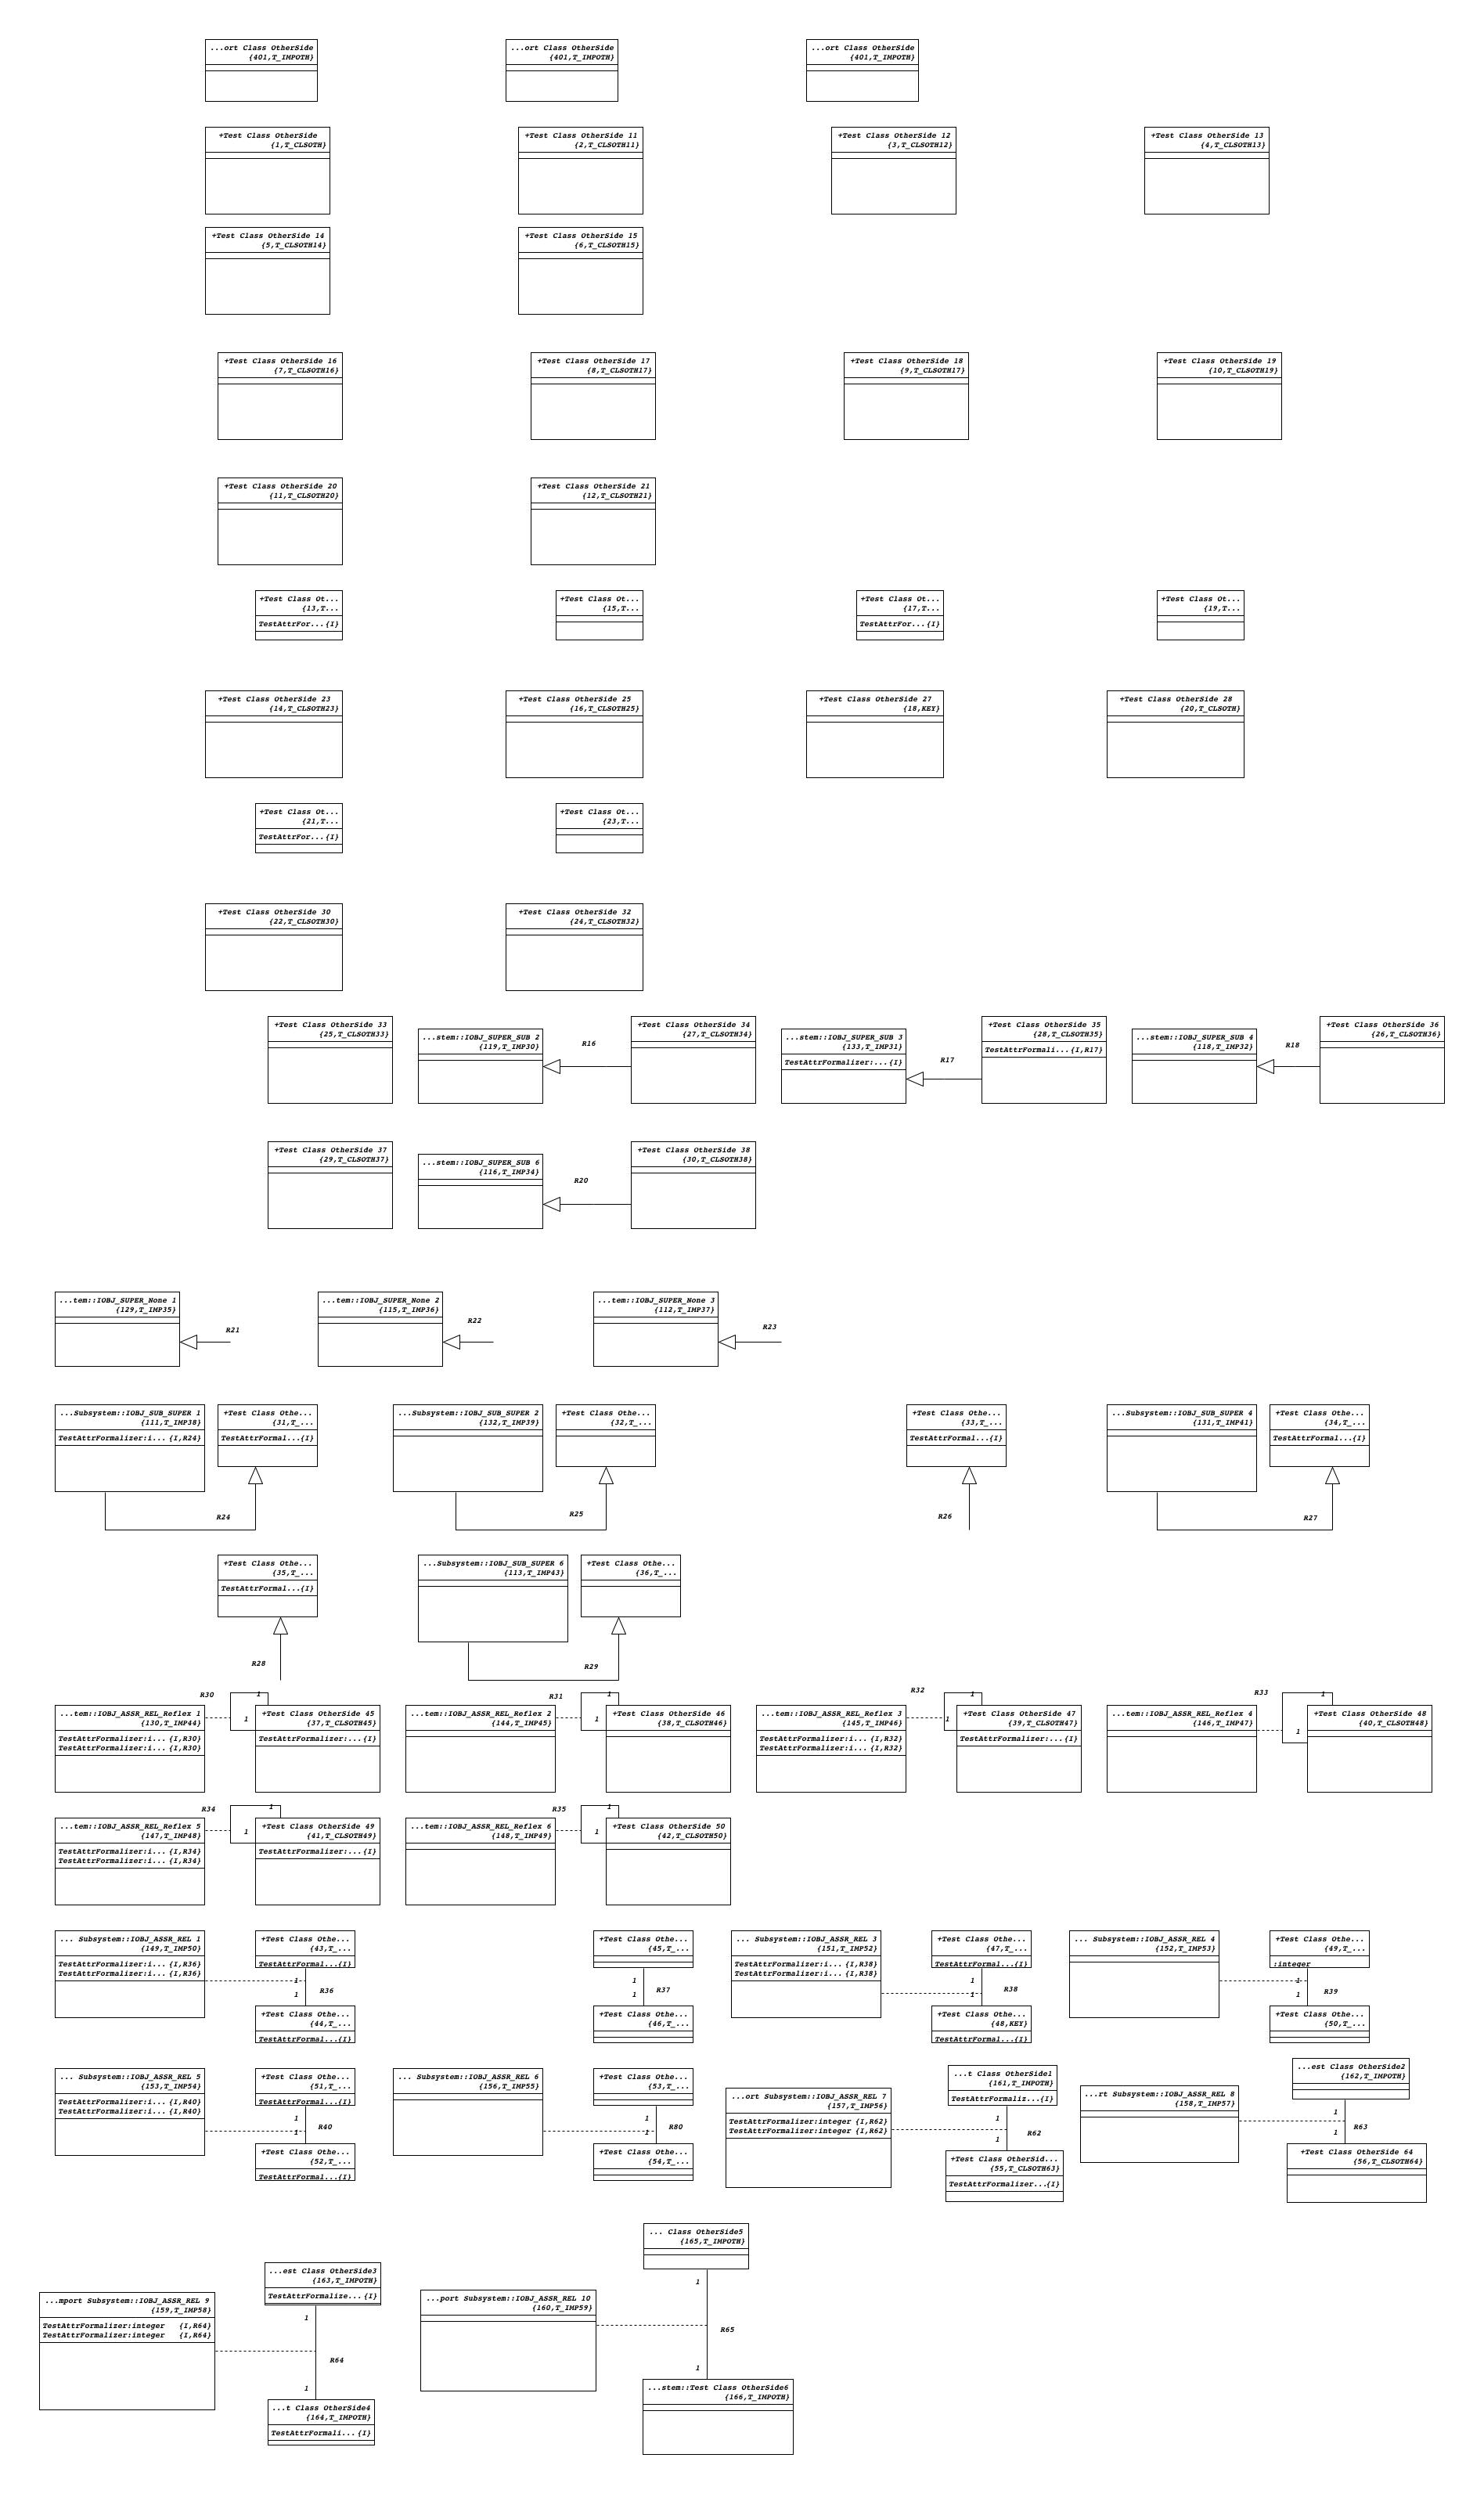 ...ort Class OtherSide
{401,T_IMPOTH}
...ort Class OtherSide
{401,T_IMPOTH}
...ort Class OtherSide
{401,T_IMPOTH}
+Test Class OtherSide
{1,T_CLSOTH}
+Test Class OtherSide 11
{2,T_CLSOTH11}
+Test Class OtherSide 12
{3,T_CLSOTH12}
+Test Class OtherSide 13
{4,T_CLSOTH13}
+Test Class OtherSide 14
{5,T_CLSOTH14}
+Test Class OtherSide 15
{6,T_CLSOTH15}
+Test Class OtherSide 16
{7,T_CLSOTH16}
+Test Class OtherSide 17
{8,T_CLSOTH17}
+Test Class OtherSide 18
{9,T_CLSOTH17}
+Test Class OtherSide 19
{10,T_CLSOTH19}
+Test Class OtherSide 20
{11,T_CLSOTH20}
+Test Class OtherSide 21
{12,T_CLSOTH21}
+Test Class Ot...
{13,T...
TestAttrFor...{I}
+Test Class Ot...
{15,T...
+Test Class Ot...
{17,T...
TestAttrFor...{I}
+Test Class Ot...
{19,T...
+Test Class OtherSide 23
{14,T_CLSOTH23}
+Test Class OtherSide 25
{16,T_CLSOTH25}
+Test Class OtherSide 27
{18,KEY}
+Test Class OtherSide 28
{20,T_CLSOTH}
+Test Class Ot...
{21,T...
TestAttrFor...{I}
+Test Class Ot...
{23,T...
+Test Class OtherSide 30
{22,T_CLSOTH30}
+Test Class OtherSide 32
{24,T_CLSOTH32}
+Test Class OtherSide 33
{25,T_CLSOTH33}
...stem::IOBJ_SUPER_SUB 2
{119,T_IMP30}
R16
+Test Class OtherSide 34
{27,T_CLSOTH34}
...stem::IOBJ_SUPER_SUB 3
{133,T_IMP31}
TestAttrFormalizer:...{I}
R17
+Test Class OtherSide 35
{28,T_CLSOTH35}
TestAttrFormali...{I,R17}
...stem::IOBJ_SUPER_SUB 4
{118,T_IMP32}
R18
+Test Class OtherSide 36
{26,T_CLSOTH36}
+Test Class OtherSide 37
{29,T_CLSOTH37}
...stem::IOBJ_SUPER_SUB 6
{116,T_IMP34}
R20
+Test Class OtherSide 38
{30,T_CLSOTH38}
...tem::IOBJ_SUPER_None 1
{129,T_IMP35}
R21
...tem::IOBJ_SUPER_None 2
{115,T_IMP36}
R22
...tem::IOBJ_SUPER_None 3
{112,T_IMP37}
R23
...Subsystem::IOBJ_SUB_SUPER 1
{111,T_IMP38}
TestAttrFormalizer:i...{I,R24}
+Test Class Othe...
{31,T_...
TestAttrFormal...{I}
R24
...Subsystem::IOBJ_SUB_SUPER 2
{132,T_IMP39}
+Test Class Othe...
{32,T_...
R25
+Test Class Othe...
{33,T_...
TestAttrFormal...{I}
R26
...Subsystem::IOBJ_SUB_SUPER 4
{131,T_IMP41}
+Test Class Othe...
{34,T_...
TestAttrFormal...{I}
R27
+Test Class Othe...
{35,T_...
TestAttrFormal...{I}
R28
...Subsystem::IOBJ_SUB_SUPER 6
{113,T_IMP43}
+Test Class Othe...
{36,T_...
R29
...tem::IOBJ_ASSR_REL_Reflex 1
{130,T_IMP44}
TestAttrFormalizer:i...{I,R30}
TestAttrFormalizer:i...{I,R30}
R30
1
1
+Test Class OtherSide 45
{37,T_CLSOTH45}
TestAttrFormalizer:...{I}
...tem::IOBJ_ASSR_REL_Reflex 2
{144,T_IMP45}
R31
1
1
+Test Class OtherSide 46
{38,T_CLSOTH46}
...tem::IOBJ_ASSR_REL_Reflex 3
{145,T_IMP46}
TestAttrFormalizer:i...{I,R32}
TestAttrFormalizer:i...{I,R32}
R32
1
1
+Test Class OtherSide 47
{39,T_CLSOTH47}
TestAttrFormalizer:...{I}
...tem::IOBJ_ASSR_REL_Reflex 4
{146,T_IMP47}
R33
1
1
+Test Class OtherSide 48
{40,T_CLSOTH48}
...tem::IOBJ_ASSR_REL_Reflex 5
{147,T_IMP48}
TestAttrFormalizer:i...{I,R34}
TestAttrFormalizer:i...{I,R34}
R34
1
1
+Test Class OtherSide 49
{41,T_CLSOTH49}
TestAttrFormalizer:...{I}
...tem::IOBJ_ASSR_REL_Reflex 6
{148,T_IMP49}
R35
1
1
+Test Class OtherSide 50
{42,T_CLSOTH50}
... Subsystem::IOBJ_ASSR_REL 1
{149,T_IMP50}
TestAttrFormalizer:i...{I,R36}
TestAttrFormalizer:i...{I,R36}
+Test Class Othe...
{43,T_...
TestAttrFormal...{I}
1
1
R36
+Test Class Othe...
{44,T_...
TestAttrFormal...{I}
+Test Class Othe...
{45,T_...
1
1
R37
+Test Class Othe...
{46,T_...
... Subsystem::IOBJ_ASSR_REL 3
{151,T_IMP52}
TestAttrFormalizer:i...{I,R38}
TestAttrFormalizer:i...{I,R38}
+Test Class Othe...
{47,T_...
TestAttrFormal...{I}
1
1
R38
+Test Class Othe...
{48,KEY}
TestAttrFormal...{I}
... Subsystem::IOBJ_ASSR_REL 4
{152,T_IMP53}
+Test Class Othe...
{49,T_...
:integer
1
1
R39
+Test Class Othe...
{50,T_...
... Subsystem::IOBJ_ASSR_REL 5
{153,T_IMP54}
TestAttrFormalizer:i...{I,R40}
TestAttrFormalizer:i...{I,R40}
+Test Class Othe...
{51,T_...
TestAttrFormal...{I}
1
1
R40
+Test Class Othe...
{52,T_...
TestAttrFormal...{I}
... Subsystem::IOBJ_ASSR_REL 6
{156,T_IMP55}
+Test Class Othe...
{53,T_...
1
1
R80
+Test Class Othe...
{54,T_...
...ort Subsystem::IOBJ_ASSR_REL 7
{157,T_IMP56}
TestAttrFormalizer:integer {I,R62}
TestAttrFormalizer:integer {I,R62}
...t Class OtherSide1
{161,T_IMPOTH}
TestAttrFormaliz...{I}
1
1
R62
+Test Class OtherSid...
{55,T_CLSOTH63}
TestAttrFormalizer...{I}
...rt Subsystem::IOBJ_ASSR_REL 8
{158,T_IMP57}
...est Class OtherSide2
{162,T_IMPOTH}
1
1
R63
+Test Class OtherSide 64
{56,T_CLSOTH64}
...mport Subsystem::IOBJ_ASSR_REL 9
{159,T_IMP58}
TestAttrFormalizer:integer {I,R64}
TestAttrFormalizer:integer {I,R64}
...est Class OtherSide3
{163,T_IMPOTH}
TestAttrFormalize...{I}
1
R64
1
...t Class OtherSide4
{164,T_IMPOTH}
TestAttrFormali...{I}
...port Subsystem::IOBJ_ASSR_REL 10
{160,T_IMP59}
... Class OtherSide5
{165,T_IMPOTH}
1
R65
1
...stem::Test Class OtherSide6
{166,T_IMPOTH}